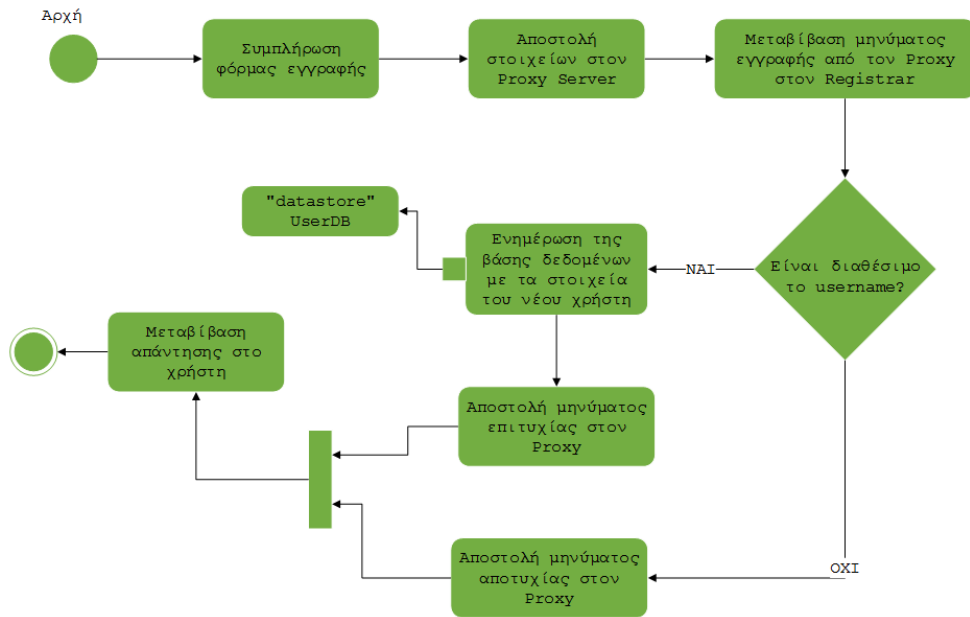 Αρχή
Συμπλήρωση
φόρμας εγγραφής
Αποστολή
στοιχείων στον
Proxy Server
Μεταβίβαση μηνύματος
εγγραφής από τον Proxy
στον Registrar
"datastore"
UserDB
Ενημέρωση της
βάσης δεδομένων
με τα στοιχεία
του νέου χρήστη
ΝΑΙ
Είναι διαθέσιμο
το username?
Μεταβίβαση
απάντησης στο
χρήστη
Αποστολή μηνύματος
επιτυχίας στον
Proxy
Αποστολή μηνύματος
αποτυχίας στον
Proxy
ΟΧΙ